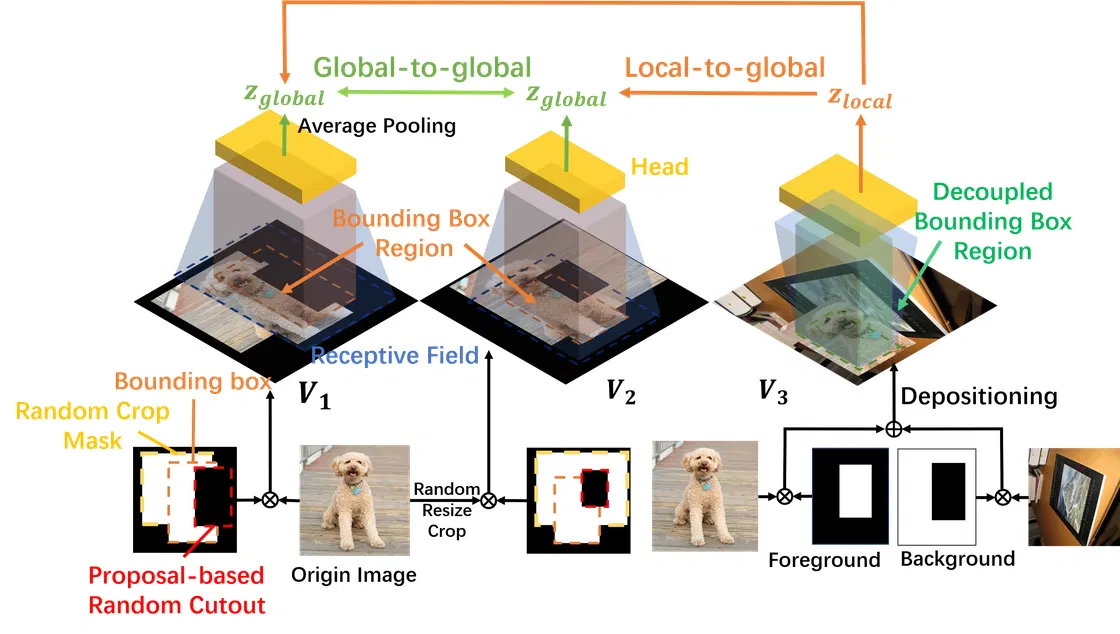 Global-to-global
Local-to-global
z_global
z_global
z_local
Average Pooling
Head
Decoupled
Bounding Box
Region
Bounding Box
Region
Receptive Field
V_1
V_2
V_3
Depositioning
Bounding box
Random Crop
Mask
Random
Resize
Crop
Foreground
Background
Origin Image
Proposal-based
Random Cutout